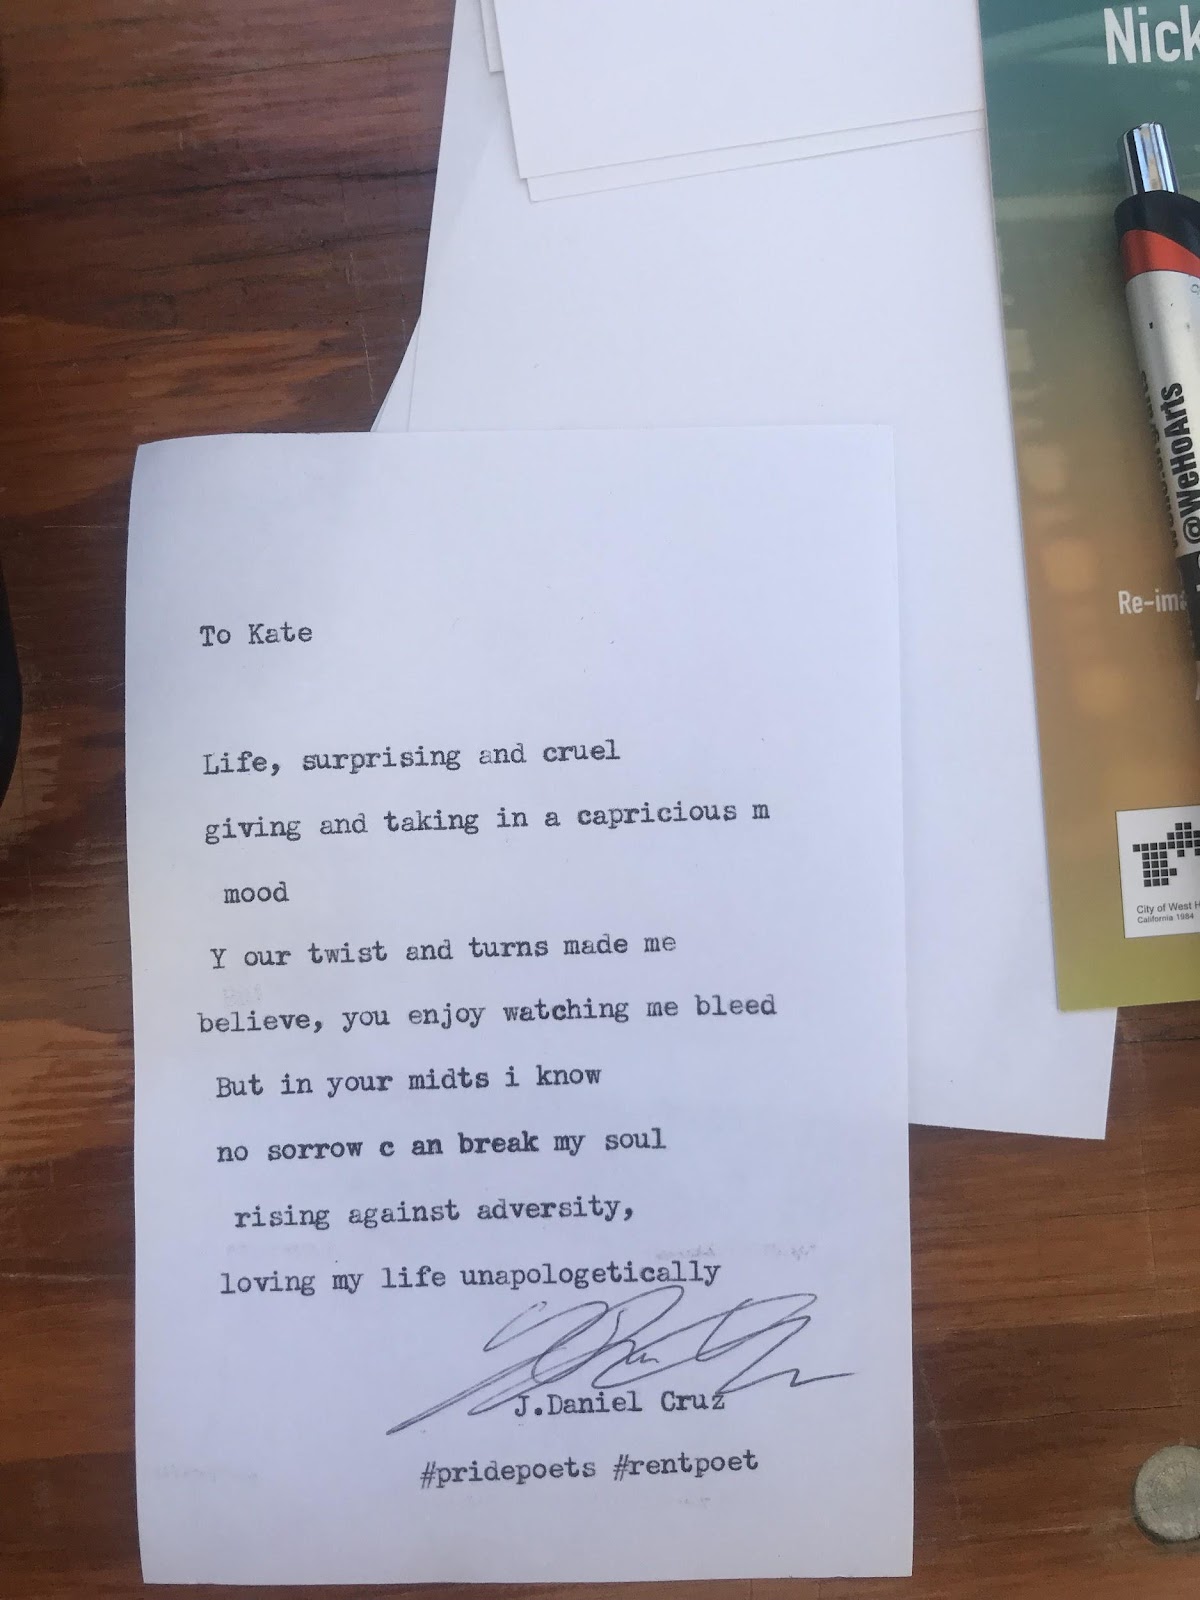 Nick
@WeHoArts
Re-ima
City of West H
California 1984
To Kate
Life, surprising and cruel
giving and taking in a capricious m
mood
Y our twist and turns made me
believe, you enjoy watching me bleed
But in your midts i know
no sorrow c an break my soul
rising against adversity,
loving my life unapologetically
J.Daniel Cruz
#pridepoets #rentpoet